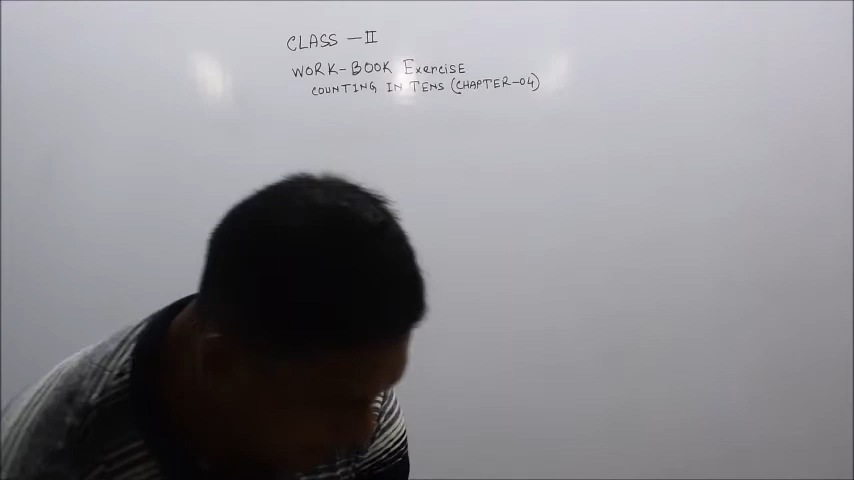 CLASS - II
WORK-BOOK Exercise
COUNTING IN TENS (CHAPTER-04)